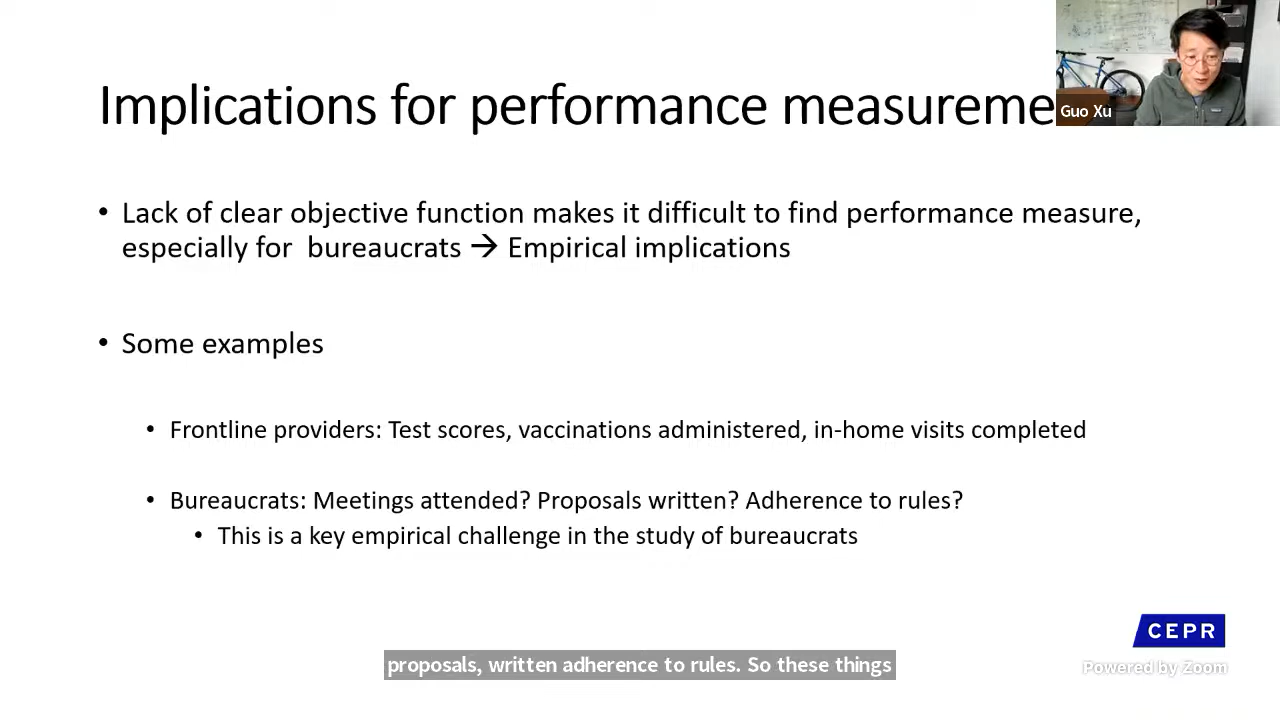 Implications for performance measureme
Guo Xu
• Lack of clear objective function makes it difficult to find performance measure,
especially for bureaucrats → Empirical implications
• Some examples
• Frontline providers: Test scores, vaccinations administered, in-home visits completed
• Bureaucrats: Meetings attended? Proposals written? Adherence to rules?
• This is a key empirical challenge in the study of bureaucrats
CEPR
proposals, written adherence to rules. So these things
Powered by Zoom